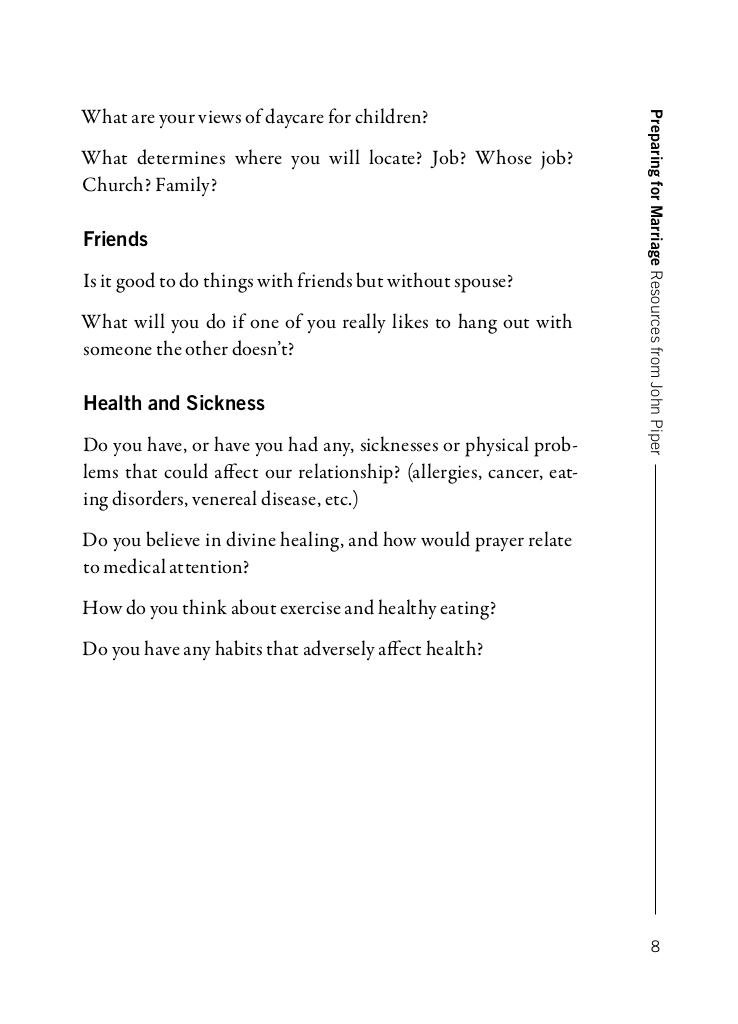 What are your views of daycare for children?
What determines where you will locate? Job? Whose job?
Church? Family?
Friends
Is it good to do things with friends but without spouse?
What will you do if one of you really likes to hang out with
someone the other doesn't?
Health and Sickness
Do you have, or have you had any, sicknesses or physical prob-
lems that could affect our relationship? (allergies, cancer, eat-
ing disorders, venereal disease, etc.)
Do you believe in divine healing, and how would prayer relate
to medical attention?
How do you think about exercise and healthy eating?
Do you have any habits that adversely affect health?
Preparing for Marriage Resources from John Piper
8